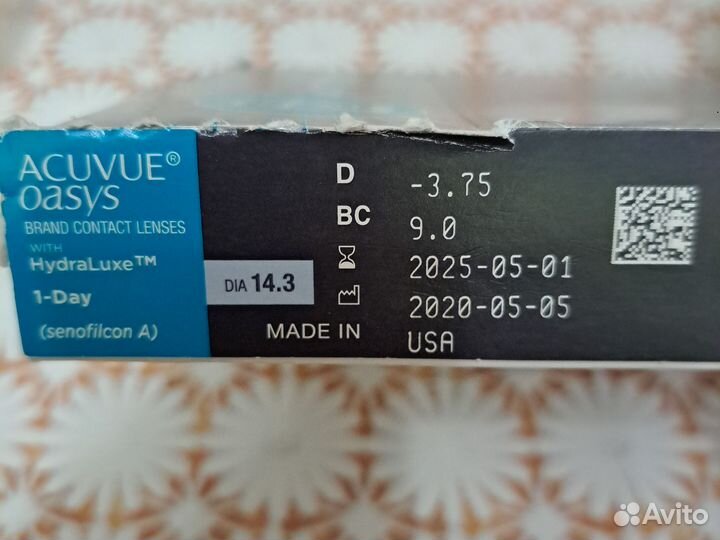 ACUVUE®
OASYS
BRAND CONTACT LENSES
WITH
HydraLuxe™
1-Day
(senofilcon A)
DIA 14.3
D -3.75
BC 9.0
2025-05-01
2020-05-05
MADE IN USA
Avito